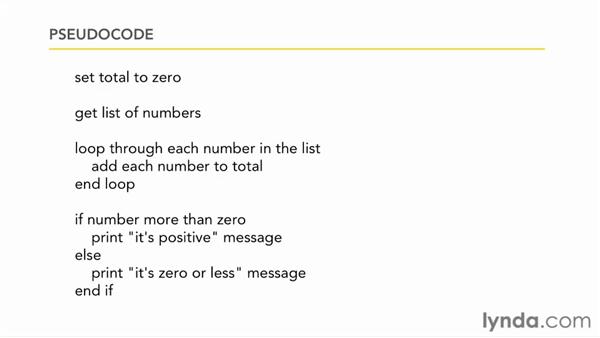 PSEUDOCODE
set total to zero
get list of numbers
loop through each number in the list
add each number to total
end loop
if number more than zero
print "it's positive" message
else
print "it's zero or less" message
end if
lynda.com